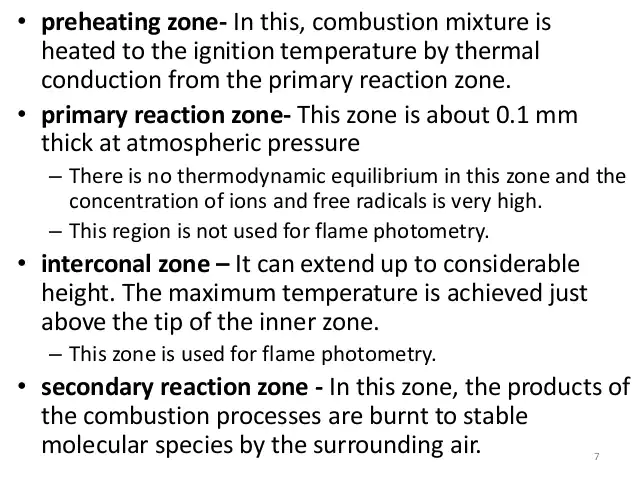 • preheating zone- In this, combustion mixture is
heated to the ignition temperature by thermal
conduction from the primary reaction zone.
• primary reaction zone- This zone is about 0.1 mm
thick at atmospheric pressure
– There is no thermodynamic equilibrium in this zone and the
concentration of ions and free radicals is very high.
– This region is not used for flame photometry.
• interconal zone – It can extend up to considerable
height. The maximum temperature is achieved just
above the tip of the inner zone.
– This zone is used for flame photometry.
• secondary reaction zone - In this zone, the products of
the combustion processes are burnt to stable
molecular species by the surrounding air.
7